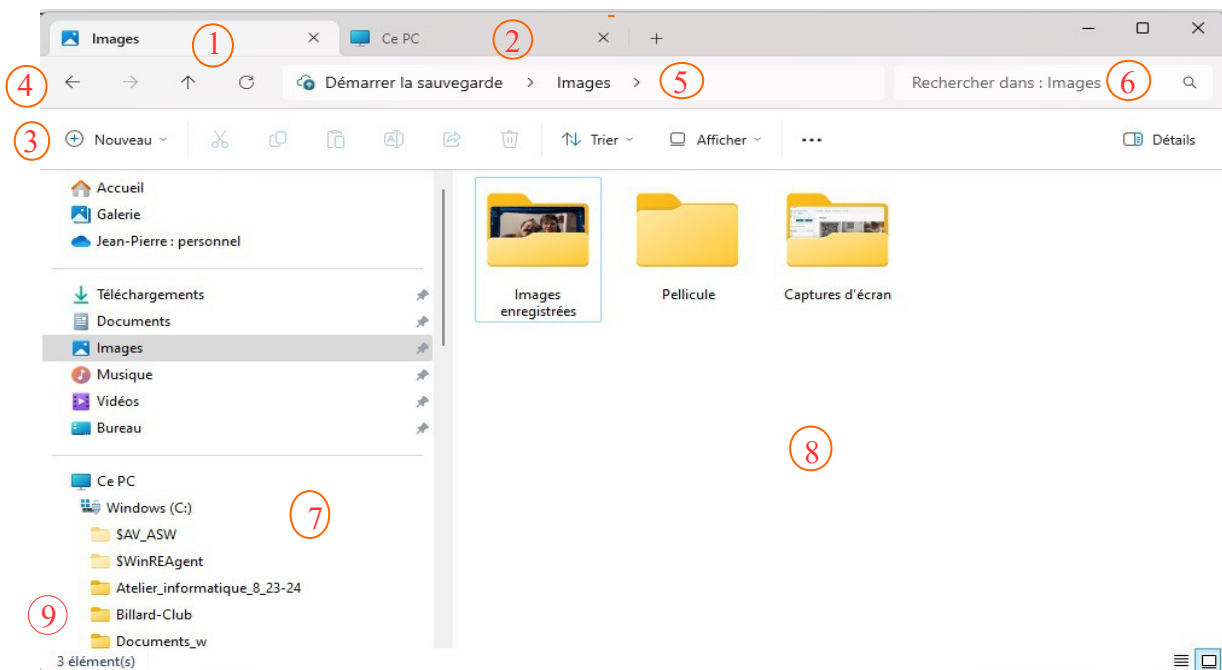 Images 1 Ce PC 2
4 Démarrer la sauvegarde > Images > 5 Rechercher dans : Images 6
3 Nouveau Trier Afficher ... Détails
Accueil
Galerie
Jean-Pierre : personnel
Téléchargements
Documents
Images
Musique
Vidéos
Bureau
Images
enregistrées
Pellicule
Captures d'écran
8
Ce PC
Windows (C:)
7
$AV_ASW
$WinREAgent
Atelier_informatique_8_23-24
9 Billard-Club
Documents_w
3 élément(s)